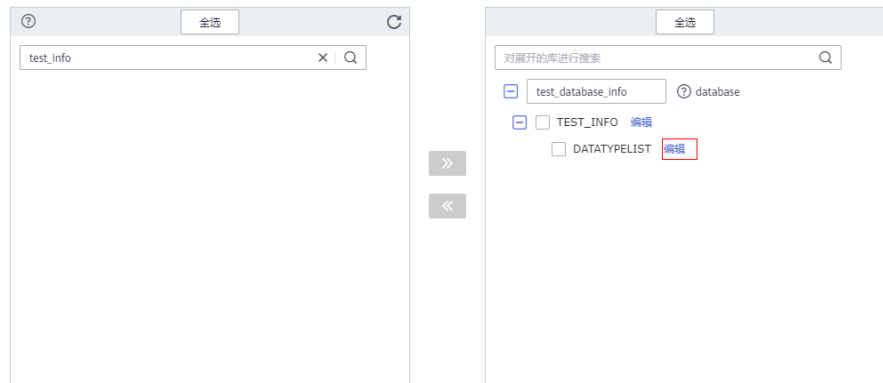 全选
test_info
全选
对展开的库进行搜索
test_database_info database
TEST_INFO 编辑
DATATYPELIST 编辑